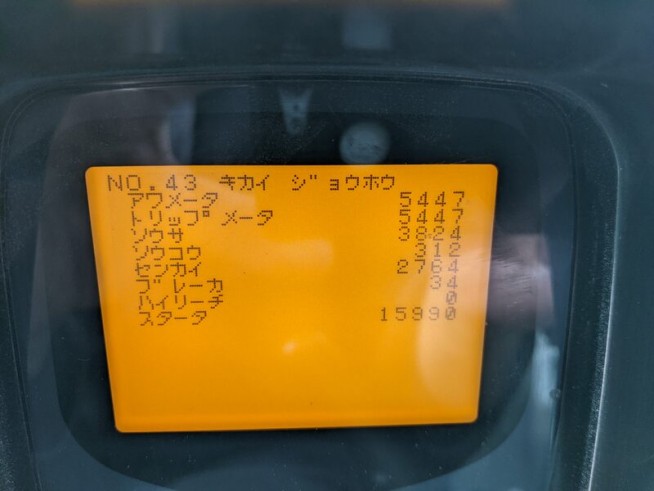 NO.43 キカイ ジョウホウ
アワメータ 5447
トリップ メータ 5447
ソウサ 3824
ソウコウ 312
センカイ 2764
ブレーカ 34
ハイリーチ 0
スタータ 15990